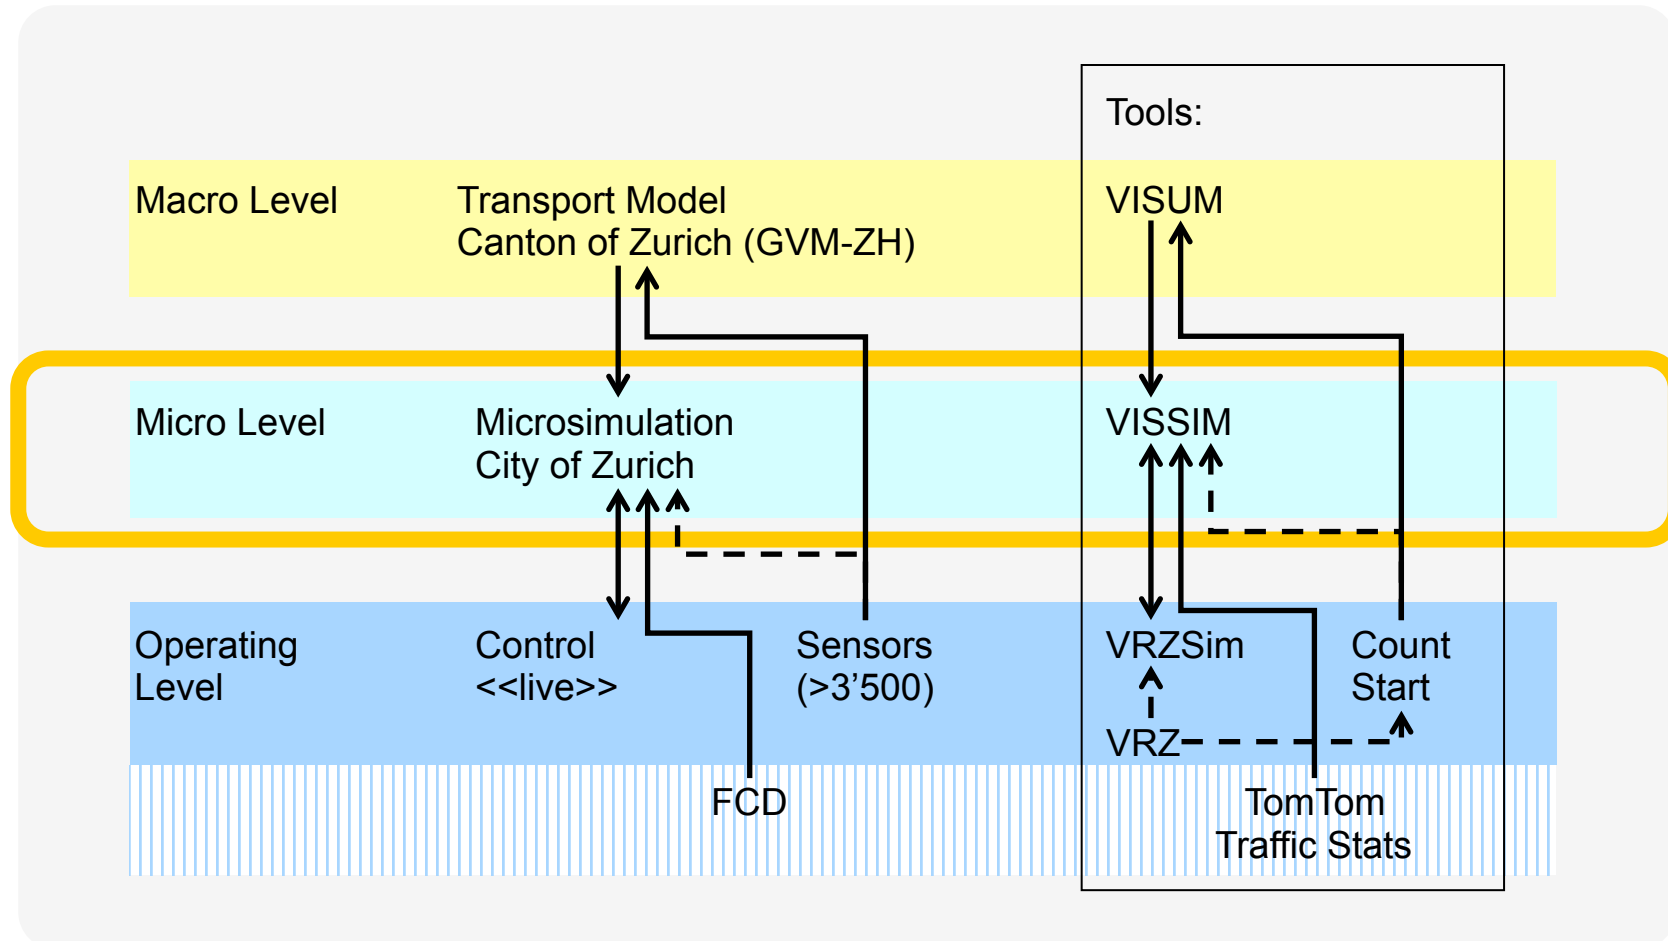 Tools:
Macro Level
Transport Model
Canton of Zurich (GVM-ZH)
VISUM
Micro Level
Microsimulation
City of Zurich
VISSIM
Operating
Level
Control
<<live>>
Sensors
(>3’500)
VRZSim
VRZ
Count
Start
FCD
TomTom
Traffic Stats